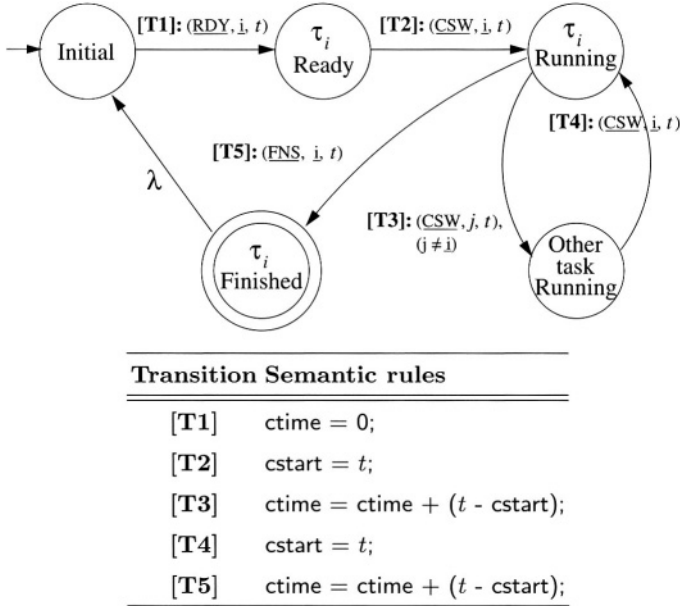 [T1]: (RDY, i, t)
[T2]: (CSW, i, t)
Initial
τi
Ready
τi
Running
[T4]: (CSW, i, t)
[T5]: (FNS, i, t)
λ
[T3]: (CSW, j, t),
(j ≠ i)
τi
Finished
Other
task
Running
Transition Semantic rules
[T1] ctime = 0;
[T2] cstart = t;
[T3] ctime = ctime + (t - cstart);
[T4] cstart = t;
[T5] ctime = ctime + (t - cstart);